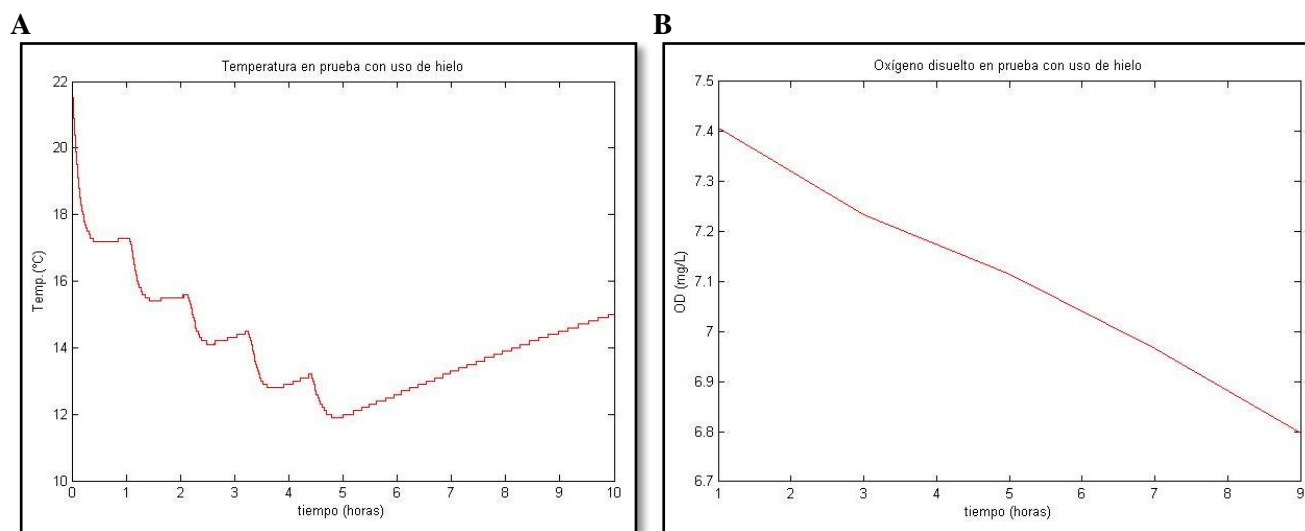 A
B
Temperatura en prueba con uso de hielo
22
20
18
16
14
12
10
Temp.(°C)
0 1 2 3 4 5 6 7 8 9 10
tiempo (horas)
Oxígeno disuelto en prueba con uso de hielo
7.5
7.4
7.3
7.2
7.1
7
6.9
6.8
6.7
OD (mg/L)
1 2 3 4 5 6 7 8 9
tiempo (horas)